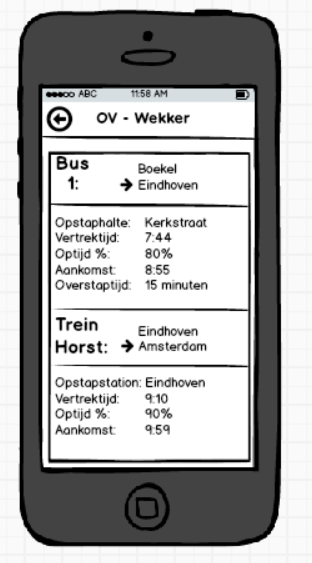 ABC 11:58 AM
OV - Wekker
Bus 1:
Boekel
→ Eindhoven
Opstaphalte: Kerkstraat
Vertrektijd: 7:44
Optijd %: 80%
Aankomst: 8:55
Overstaptijd: 15 minuten
Trein Horst:
Eindhoven
→ Amsterdam
Opstapstation: Eindhoven
Vertrektijd: 9:10
Optijd %: 90%
Aankomst: 9:59